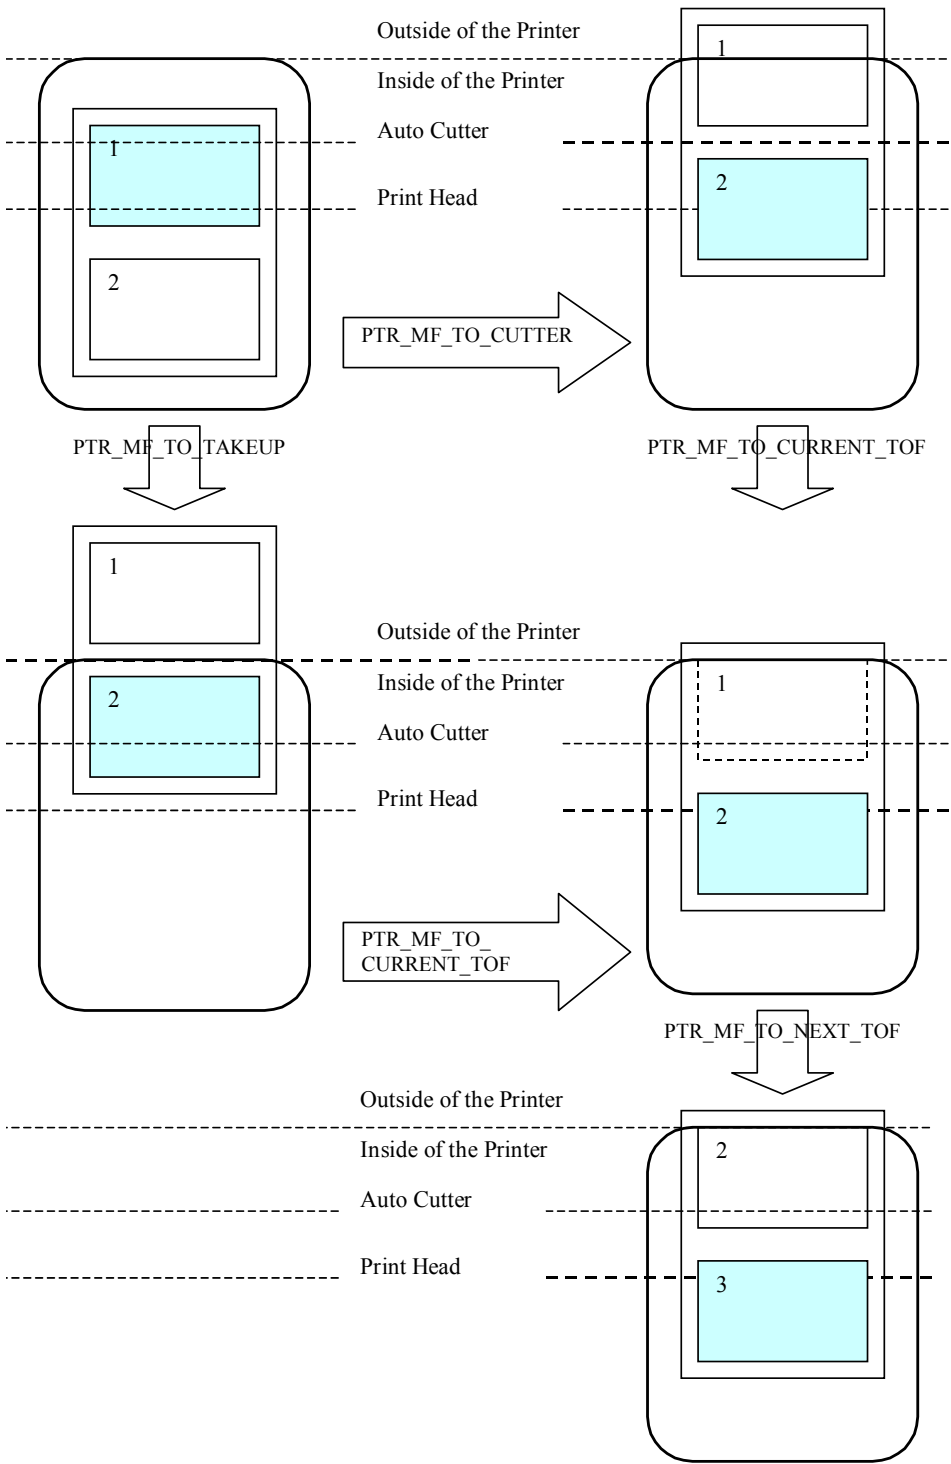 Outside of the Printer
1
Inside of the Printer
Auto Cutter
1
Print Head
2
2
PTR_MF_TO_CUTTER
PTR_MF_TO_TAKEUP
PTR_MF_TO_CURRENT_TOF
1
Outside of the Printer
Inside of the Printer
1
2
Auto Cutter
Print Head
2
PTR_MF_TO_
CURRENT_TOF
PTR_MF_TO_NEXT_TOF
Outside of the Printer
Inside of the Printer
2
Auto Cutter
Print Head
3